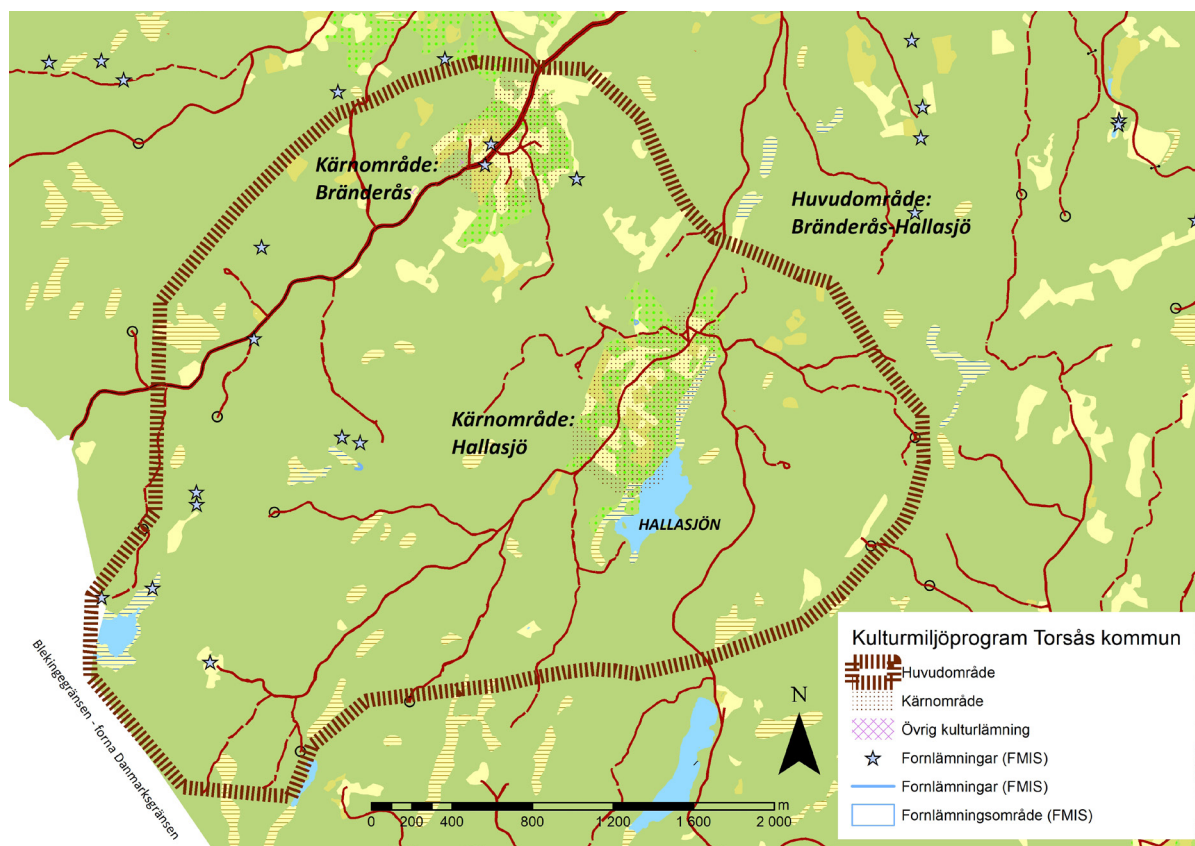 Kärnområde:
Bränderås
Huvudområde:
Bränderås-Hallasjö
Kärnområde:
Hallasjö
HALLASJÖN
Blekingegränsen - forna Danmarksgränsen
N
m
0 200 400 800 1 200 1 600 2 000
Kulturmiljöprogram Torsås kommun
Huvudområde
Kärnområde
Övrig kulturlämning
Fornlämningar (FMIS)
Fornlämningar (FMIS)
Fornlämningsområde (FMIS)